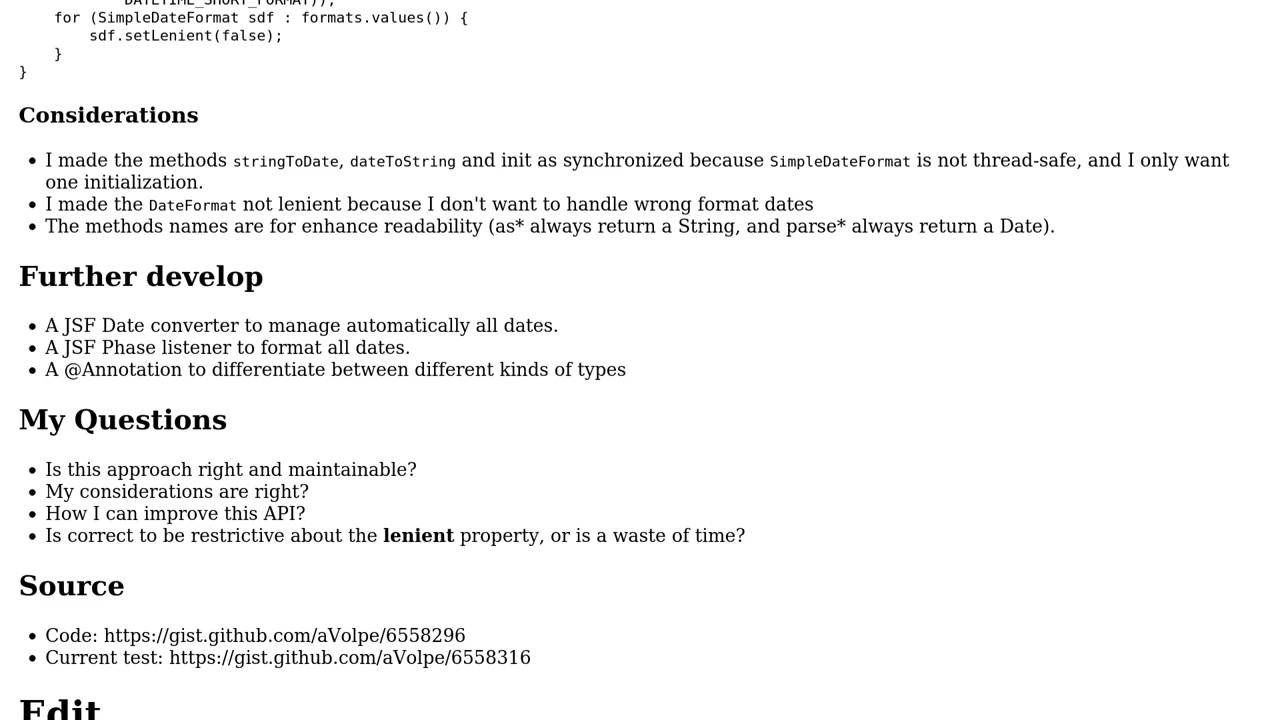 DATETIME_SHORT_FORMAT));
for (SimpleDateFormat sdf : formats.values()) {
sdf.setLenient(false);
}
}
Considerations
• I made the methods stringToDate, dateToString and init as synchronized because SimpleDateFormat is not thread-safe, and I only want
one initialization.
• I made the DateFormat not lenient because I don't want to handle wrong format dates
• The methods names are for enhance readability (as* always return a String, and parse* always return a Date).
Further develop
• A JSF Date converter to manage automatically all dates.
• A JSF Phase listener to format all dates.
• A @Annotation to differentiate between different kinds of types
My Questions
• Is this approach right and maintainable?
• My considerations are right?
• How I can improve this API?
• Is correct to be restrictive about the lenient property, or is a waste of time?
Source
• Code: https://gist.github.com/aVolpe/6558296
• Current test: https://gist.github.com/aVolpe/6558316
Edit